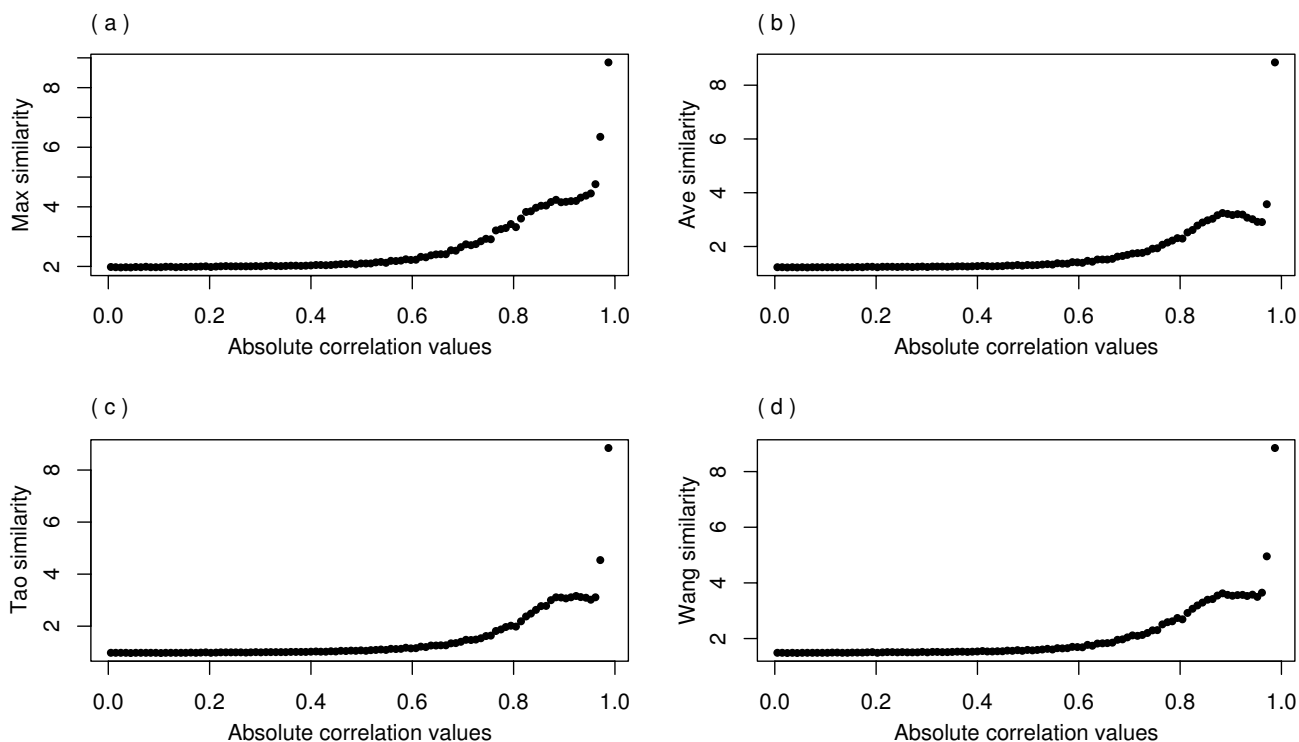 ( a )
Max similarity
8
6
4
2
0.0 0.2 0.4 0.6 0.8 1.0
Absolute correlation values
( b )
Ave similarity
8
6
4
2
0.0 0.2 0.4 0.6 0.8 1.0
Absolute correlation values
( c )
Tao similarity
8
6
4
2
0.0 0.2 0.4 0.6 0.8 1.0
Absolute correlation values
( d )
Wang similarity
8
6
4
2
0.0 0.2 0.4 0.6 0.8 1.0
Absolute correlation values